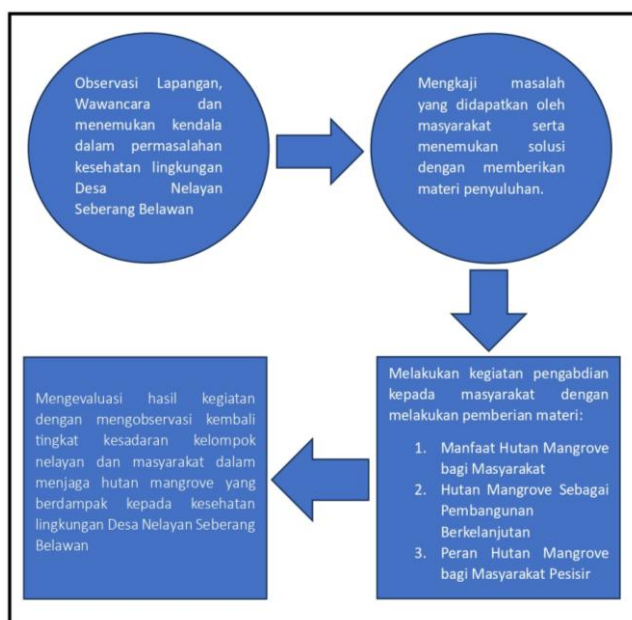 Observasi Lapangan,
Wawancara dan
menemukan kendala
dalam permasalahan
kesehatan lingkungan
Desa Nelayan
Seberang Belawan
Mengkaji masalah
yang didapatkan oleh
masyarakat serta
menemukan solusi
dengan memberikan
materi penyuluhan.
Melakukan kegiatan pengabdian
kepada masyarakat dengan
melakukan pemberian materi:
1. Manfaat Hutan Mangrove
bagi Masyarakat
2. Hutan Mangrove Sebagai
Pembangunan
Berkelanjutan
3. Peran Hutan Mangrove
bagi Masyarakat Pesisir
Mengevaluasi hasil kegiatan
dengan mengobservasi kembali
tingkat kesadaran kelompok
nelayan dan masyarakat dalam
menjaga hutan mangrove yang
berdampak kepada kesehatan
lingkungan Desa Nelayan Seberang
Belawan